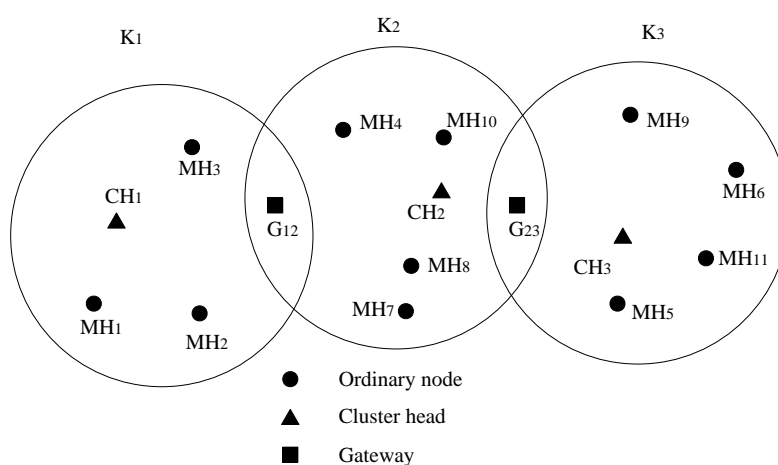 K1
K2
K3
MH4
MH10
MH9
MH3
MH6
CH1
CH2
G12
G23
MH8
CH3
MH11
MH7
MH5
MH1
MH2
Ordinary node
Cluster head
Gateway